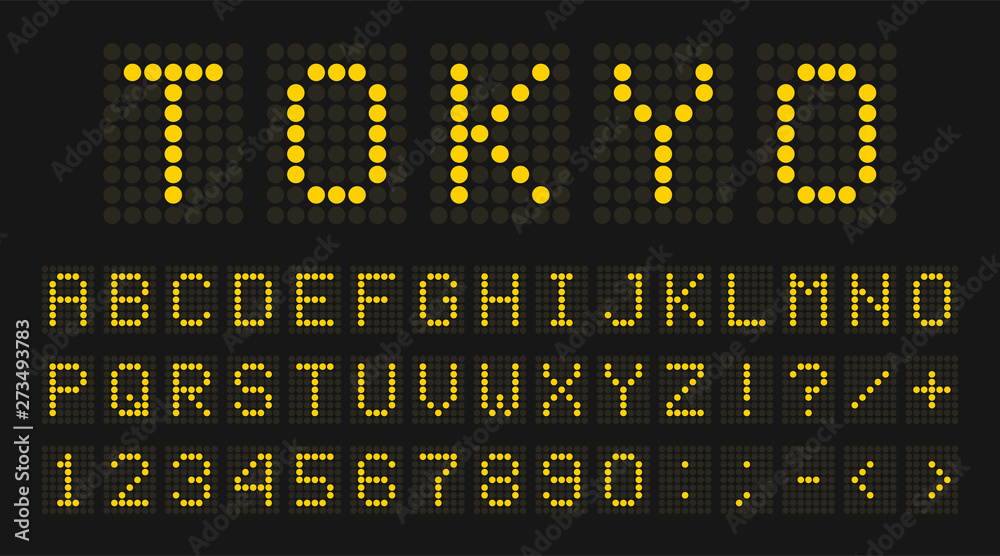 TOKYO
A B C D E F G H I J K L M N O
P Q R S T U V W X Y Z ! ? / +
1 2 3 4 5 6 7 8 9 0 : ; - < >
Adobe Stock | #273493783